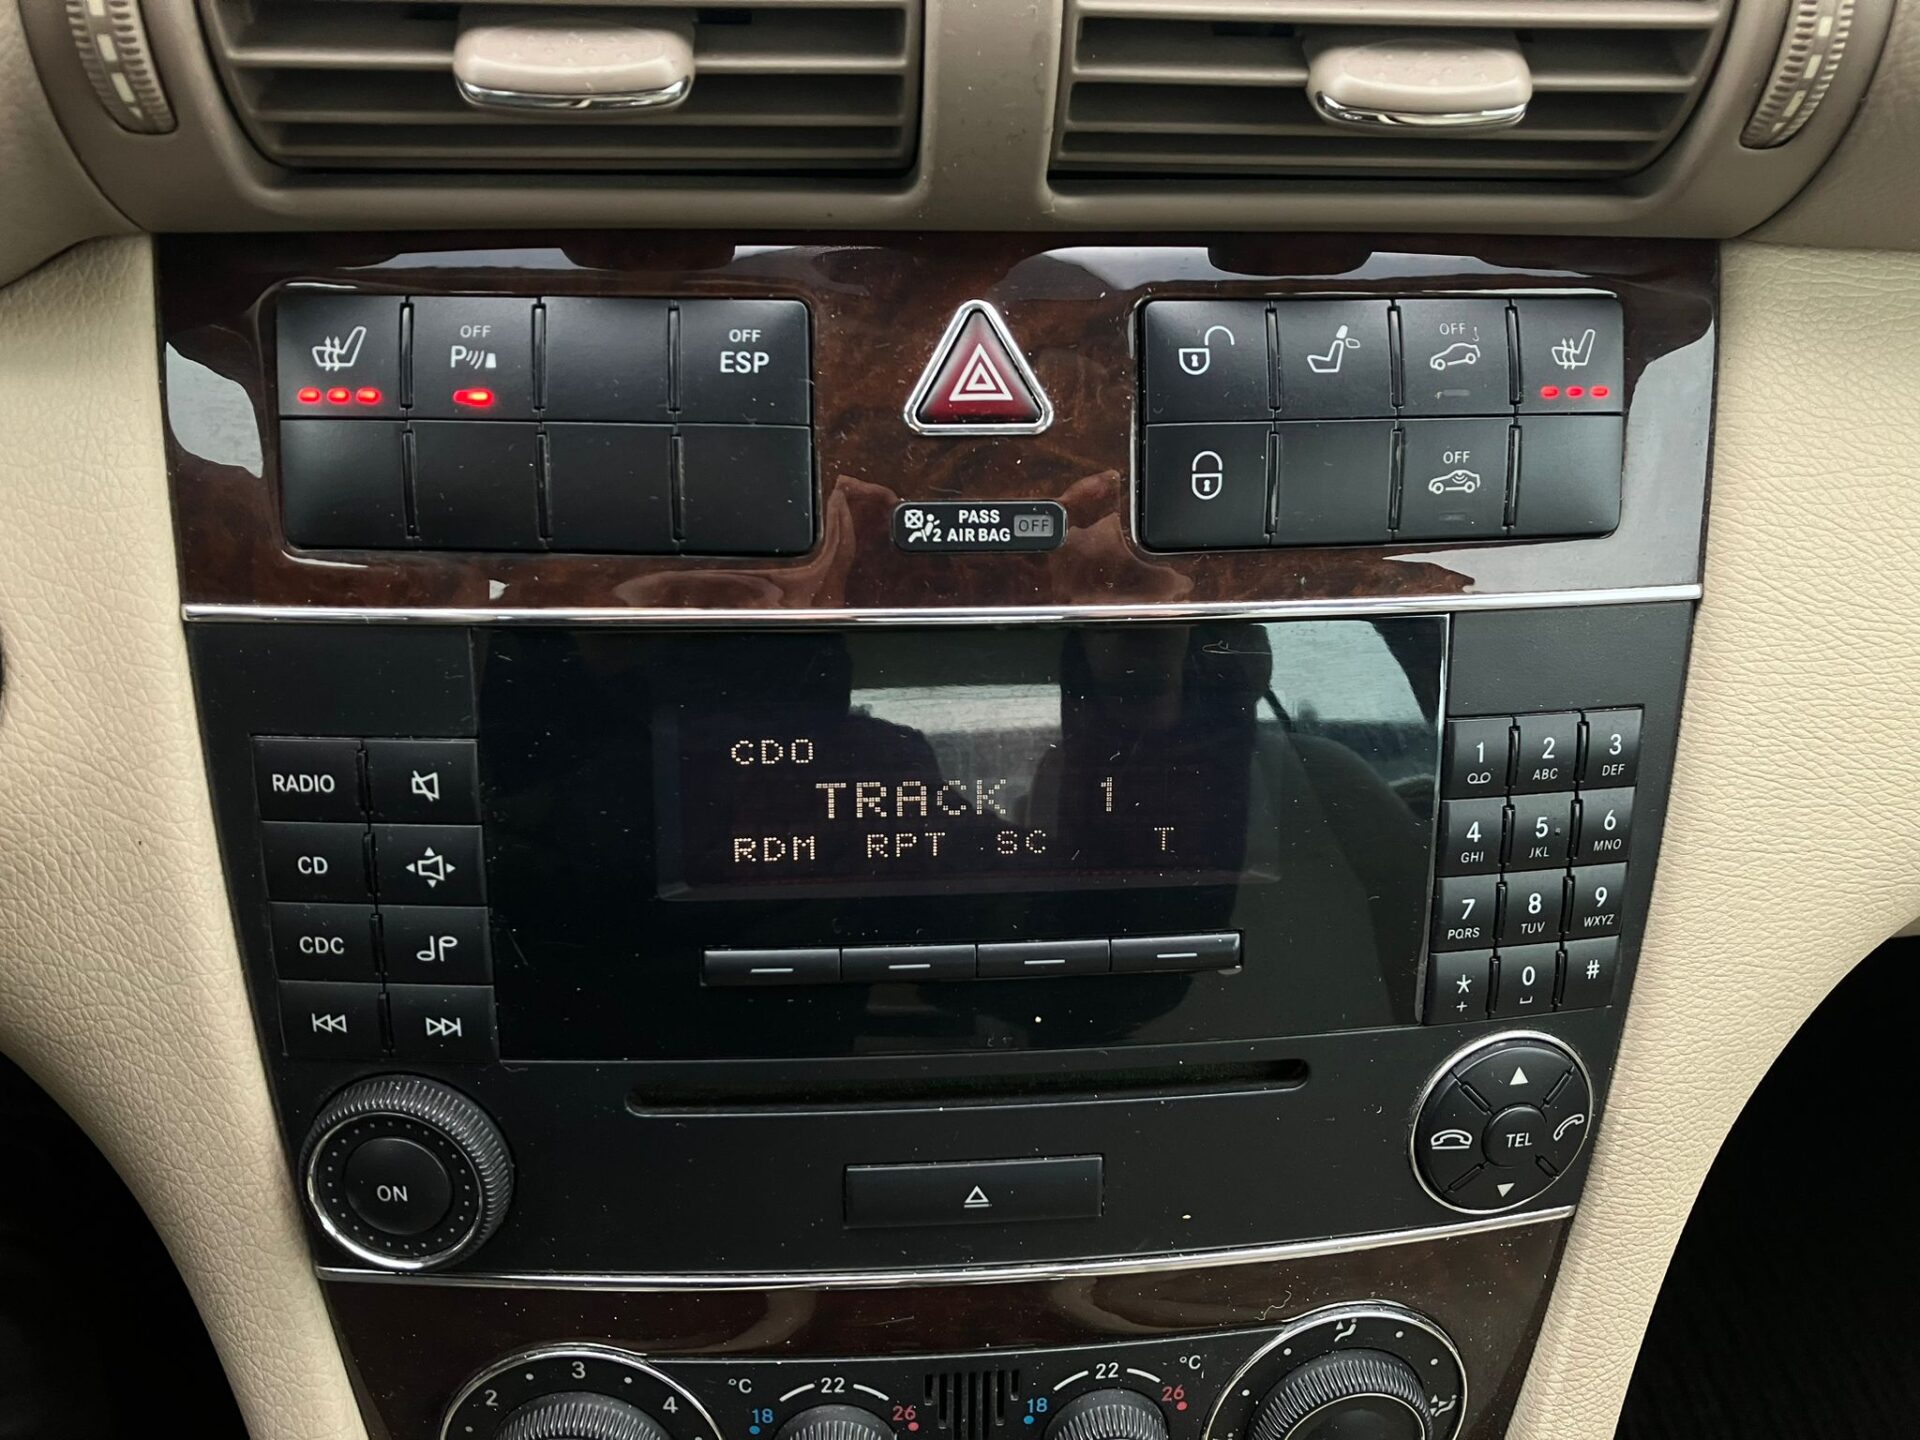 OFF
P
OFF
ESP
OFF
OFF
PASS
2 AIRBAG OFF
CDO
TRACK 1
RDM RPT SC T
RADIO
CD
CDC
ON
1
2 ABC
3 DEF
4 GHI
5 JKL
6 MNO
7 PQRS
8 TUV
9 WXYZ
*
+
0
#
TEL
2
3
4
°C
18
22
26
18
22
26
°C